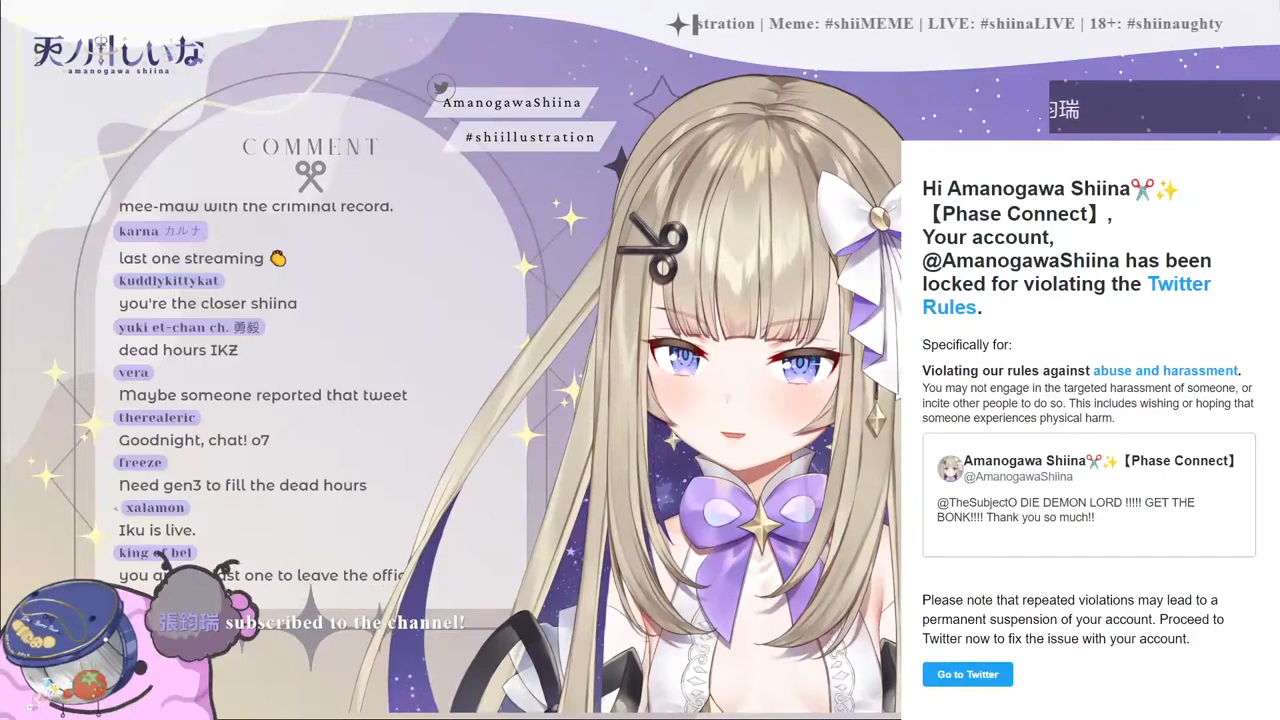 stration | Meme: #shiiMEME | LIVE: #shiinaLIVE | 18+: #shiinaughty
天ノ川しいな
amanogawa shiina
AmanogawaShiina
#shiillustration
COMMENT
mee-maw with the criminal record.
karna カルナ
last one streaming
kuddlykittykat
you're the closer shiina
yuki et-chan ch. 勇毅
dead hours IKZ
vera
Maybe someone reported that tweet
therealeric
Goodnight, chat! o7
freeze
Need gen3 to fill the dead hours
xalamon
Iku is live.
king of bel
you ast one to leave the offic
張鈞瑞 subscribed to the channel!
瑞
Hi Amanogawa Shiina✂️✨
【Phase Connect】,
Your account,
@AmanogawaShiina has been
locked for violating the Twitter
Rules.
Specifically for:
Violating our rules against abuse and harassment.
You may not engage in the targeted harassment of someone, or
incite other people to do so. This includes wishing or hoping that
someone experiences physical harm.
Amanogawa Shiina✂️✨【Phase Connect】
@AmanogawaShiina
@TheSubjectO DIE DEMON LORD !!!!! GET THE
BONK!!!! Thank you so much!!
Please note that repeated violations may lead to a
permanent suspension of your account. Proceed to
Twitter now to fix the issue with your account.
Go to Twitter